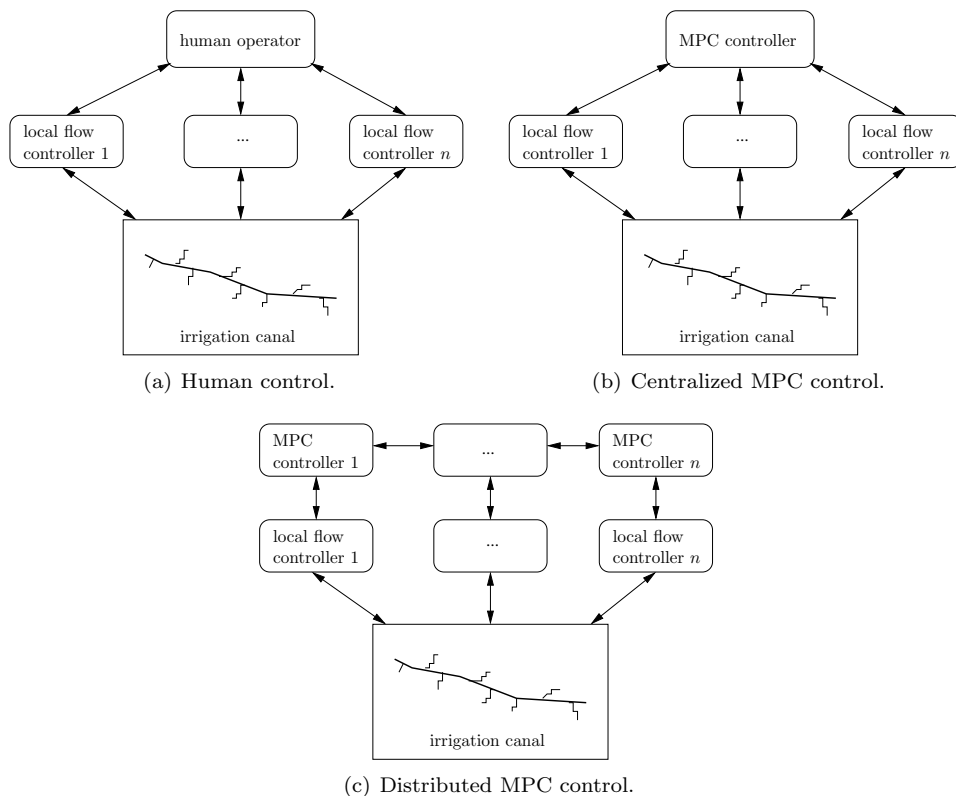 human operator
local flow
controller 1
...
local flow
controller n
irrigation canal
(a) Human control.
MPC controller
local flow
controller 1
...
local flow
controller n
irrigation canal
(b) Centralized MPC control.
MPC
controller 1
...
MPC
controller n
local flow
controller 1
...
local flow
controller n
irrigation canal
(c) Distributed MPC control.